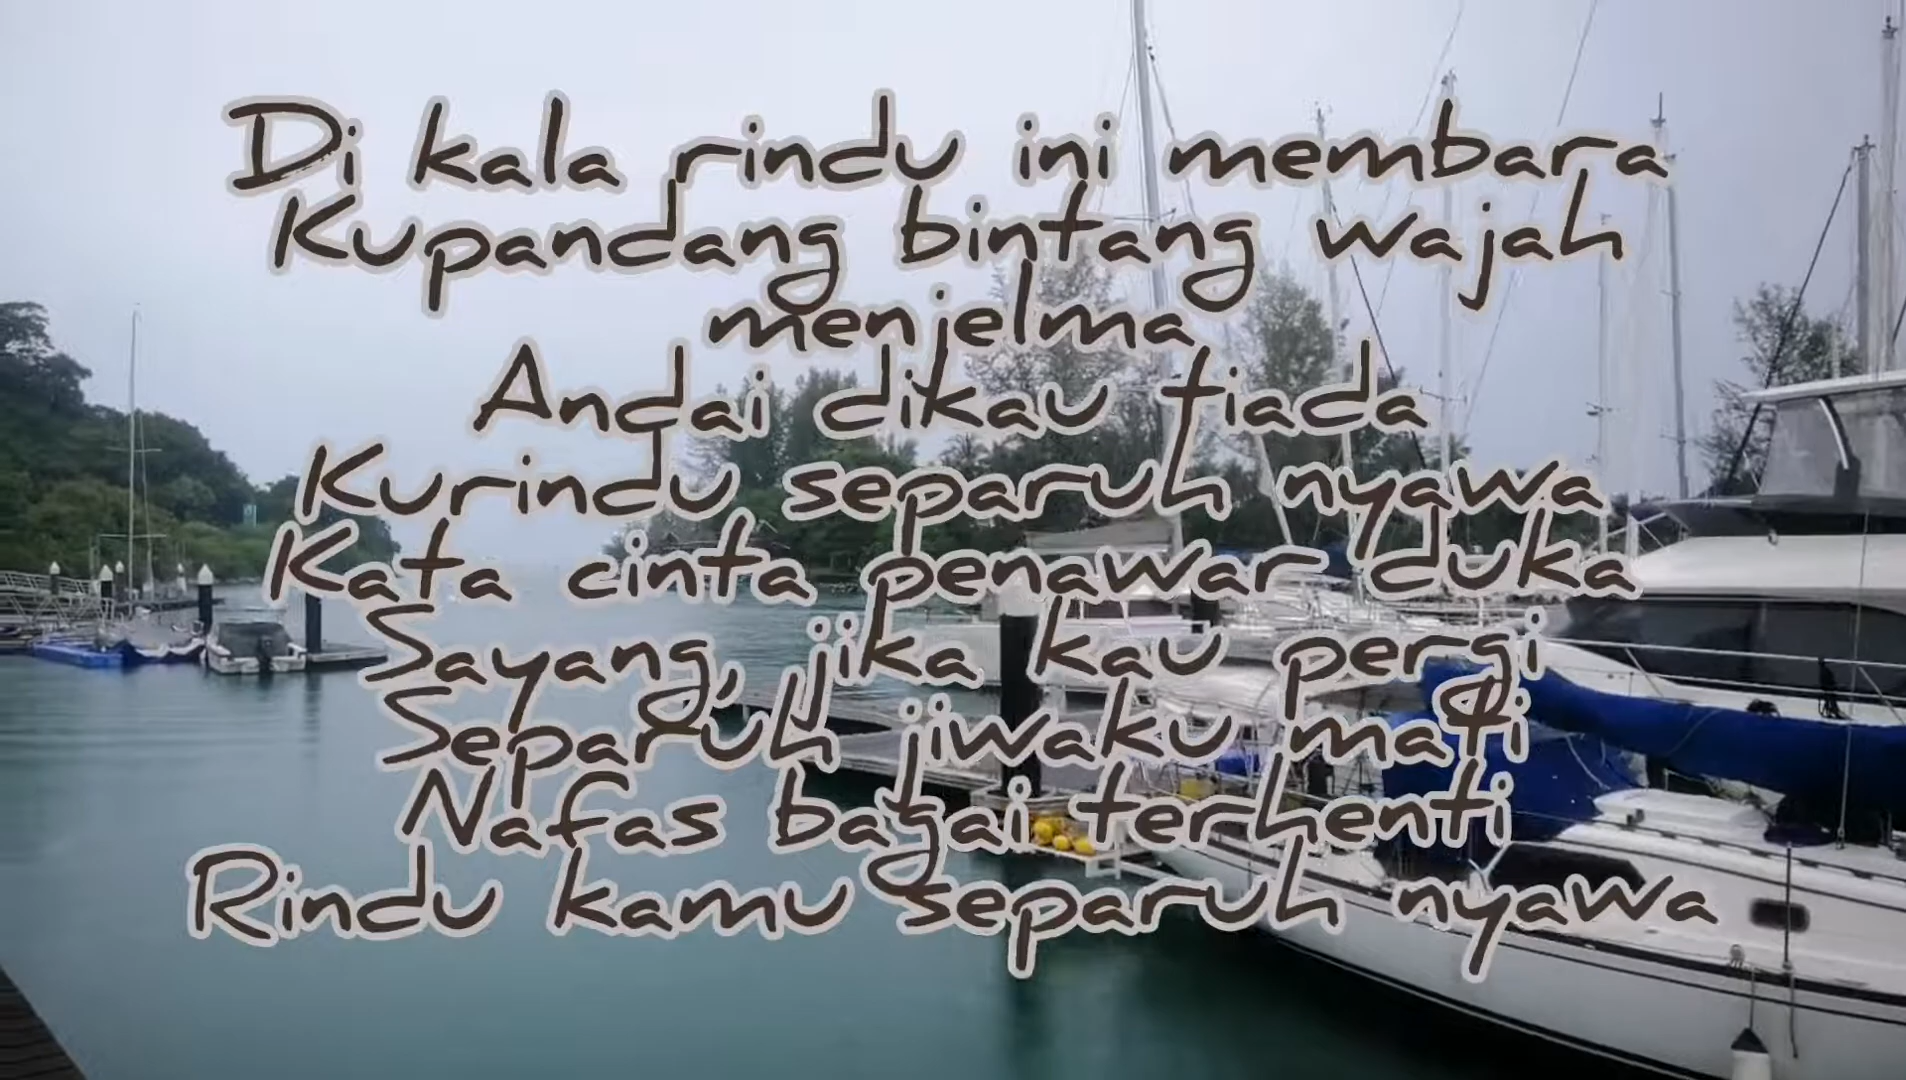 Di kala rindu ini membara
Kupandang bintang wajah
menjelma
Andai dikau tiada
Kurindu separuh nyawa
Kata cinta penawar duka
Sayang, jika kau pergi
Separuh jiwaku mati
Nafas bagai terhenti
Rindu kamu separuh nyawa